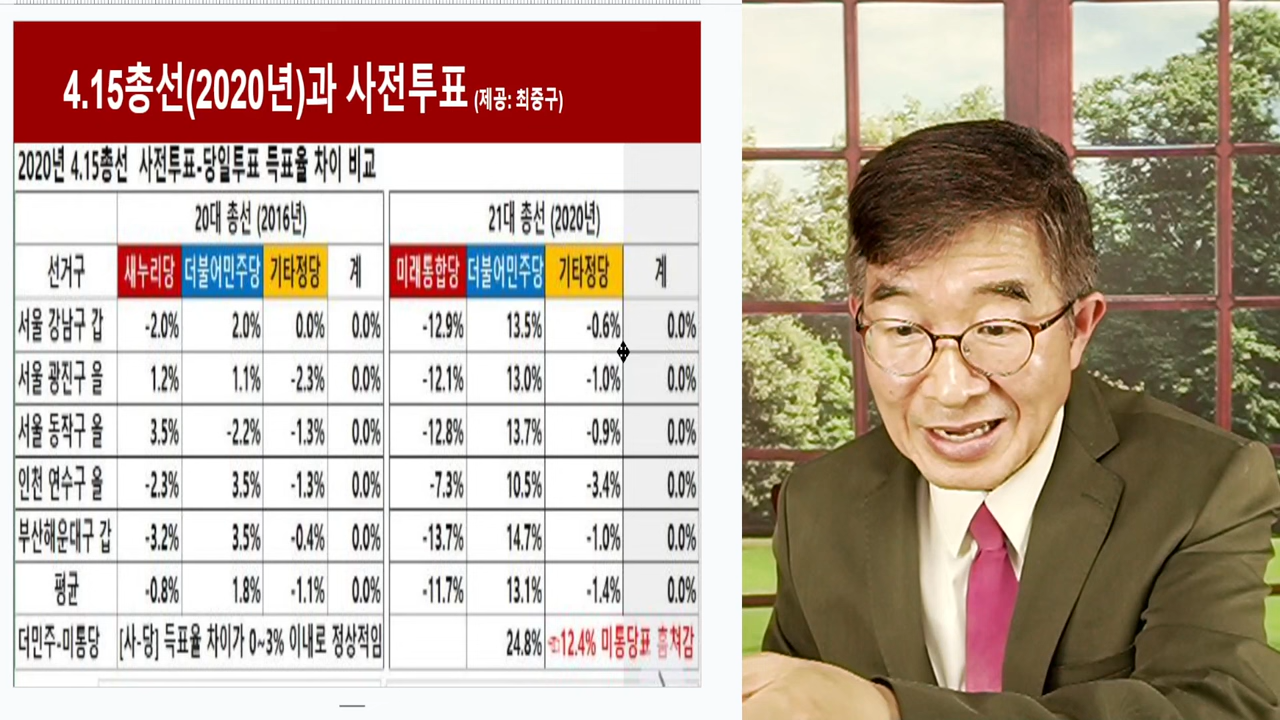 4.15총선(2020년)과 사전투표 (제공: 최중구)
2020년 4.15총선 사전투표-당일투표 득표율 차이 비교
20대 총선 (2016년) 21대 총선 (2020년)
선거구 새누리당 더불어민주당 기타정당 계 미래통합당 더불어민주당 기타정당 계
서울 강남구 갑 -2.0% 2.0% 0.0% 0.0% -12.9% 13.5% -0.6% 0.0%
서울 광진구 을 1.2% 1.1% -2.3% 0.0% -12.1% 13.0% -1.0% 0.0%
서울 동작구 을 3.5% -2.2% -1.3% 0.0% -12.8% 13.7% -0.9% 0.0%
인천 연수구 을 -2.3% 3.5% -1.3% 0.0% -7.3% 10.5% -3.4% 0.0%
부산해운대구 갑 -3.2% 3.5% -0.4% 0.0% -13.7% 14.7% -1.0% 0.0%
평균 -0.8% 1.8% -1.1% 0.0% -11.7% 13.1% -1.4% 0.0%
더민주-미통당 [사-당] 득표율 차이가 0~3% 이내로 정상적임 24.8% ☜12.4% 미통당표 훔쳐감